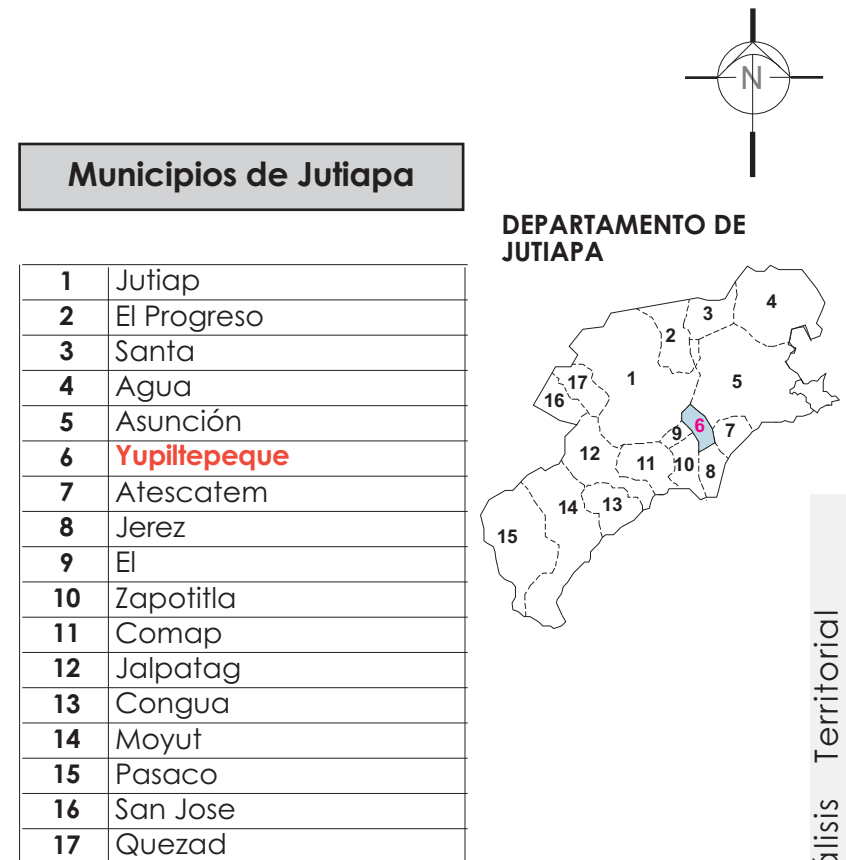 N
Municipios de Jutiapa
DEPARTAMENTO DE
JUTIAPA
1 Jutiap
2 El Progreso
3 Santa
4 Agua
5 Asunción
6 Yupiltepeque
7 Atescatem
8 Jerez
9 El
10 Zapotitla
11 Comap
12 Jalpatag
13 Congua
14 Moyut
15 Pasaco
16 San Jose
17 Quezad
4
3
2
17
1
5
16
6
9
7
12
11
10
8
14
13
15
alisis Territorial